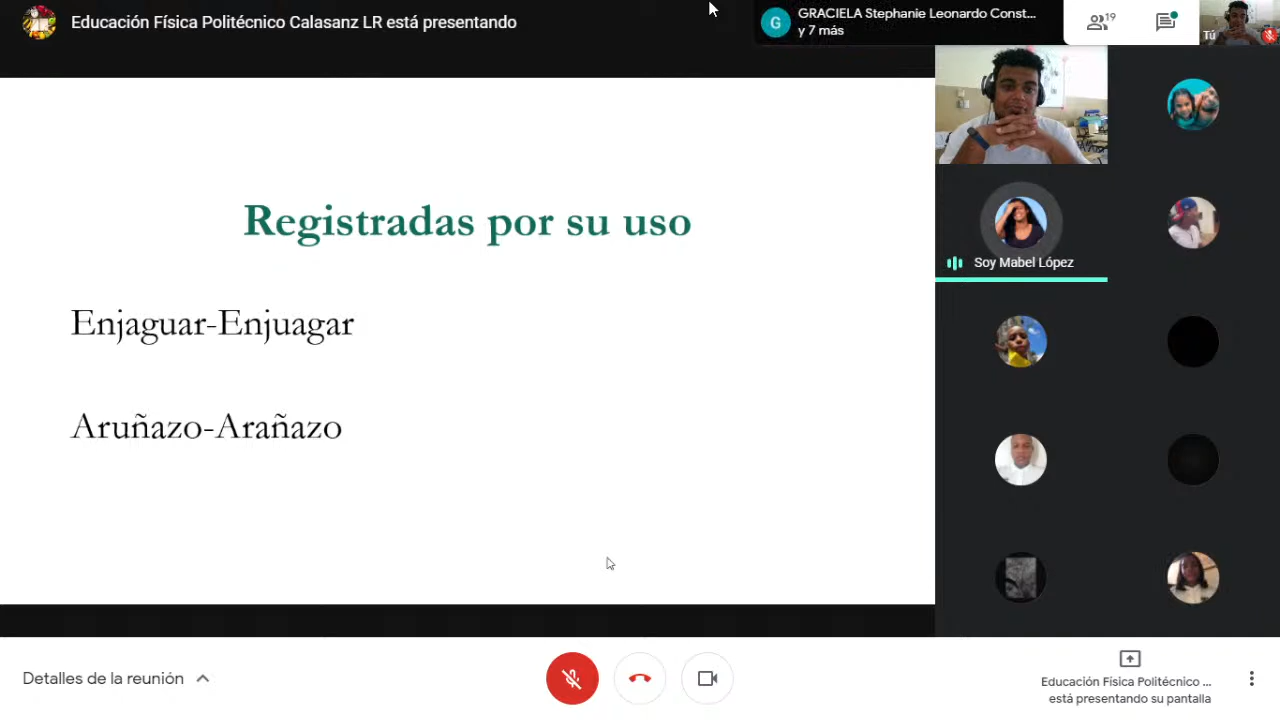 Educación Física Politécnico Calasanz LR está presentando
G
GRACIELA Stephanie Leonardo Const...
y 7 más
19
Tú
Registradas por su uso
Soy Mabel López
Enjaguar-Enjuagar
Aruñazo-Arañazo
Detalles de la reunión
Educación Física Politécnico ...
está presentando su pantalla